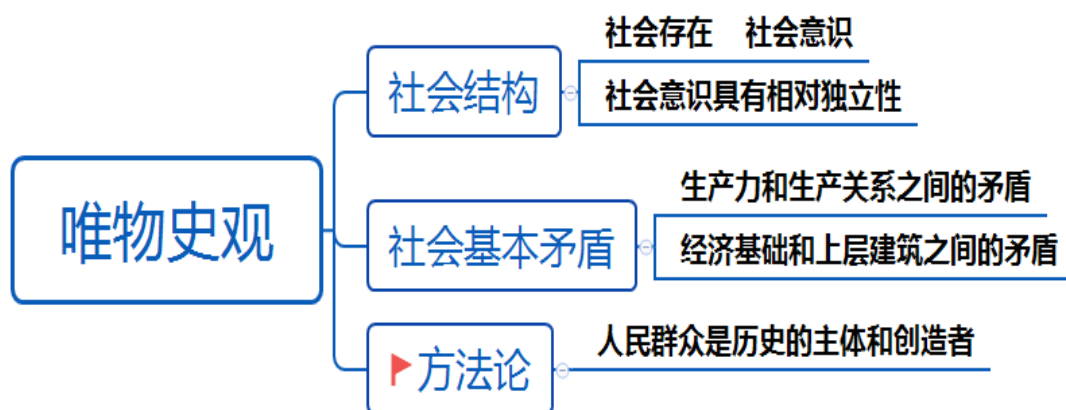 唯物史观
社会结构
社会存在 社会意识
社会意识具有相对独立性
社会基本矛盾
生产力和生产关系之间的矛盾
经济基础和上层建筑之间的矛盾
方法论
人民群众是历史的主体和创造者